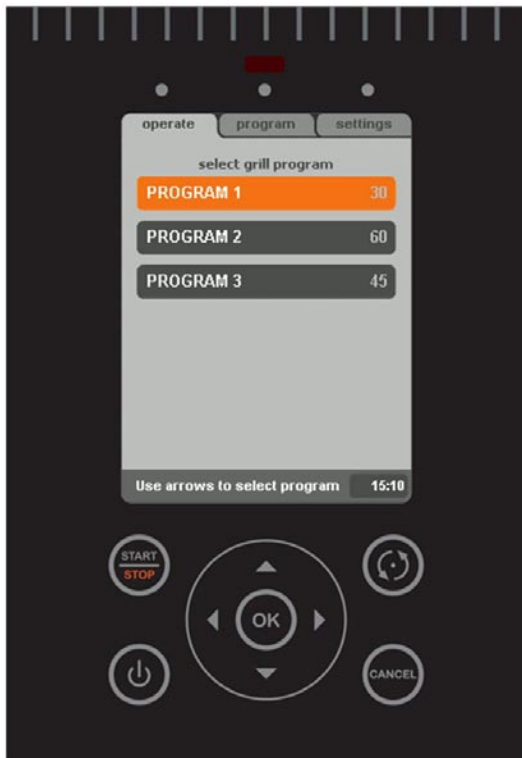 operate program settings
select grill program
PROGRAM 1 30
PROGRAM 2 60
PROGRAM 3 45
Use arrows to select program 15:10
START
STOP
OK
CANCEL